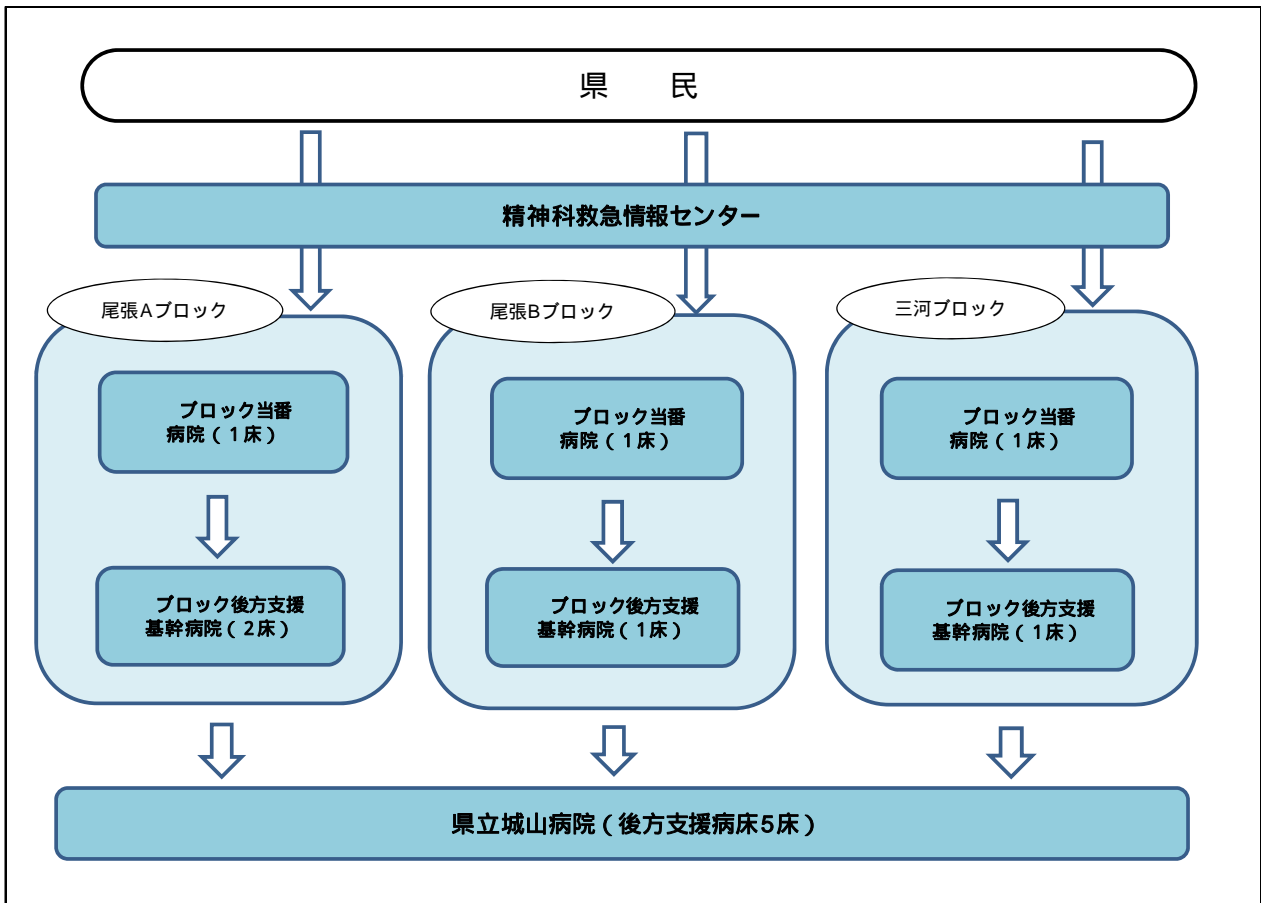 県　　民
精神科救急情報センター
尾張Aブロック
尾張Bブロック
三河ブロック
ブロック当番
病院（1床）
ブロック当番
病院（1床）
ブロック当番
病院（1床）
ブロック後方支援
基幹病院（2床）
ブロック後方支援
基幹病院（1床）
ブロック後方支援
基幹病院（1床）
県立城山病院（後方支援病床5床）